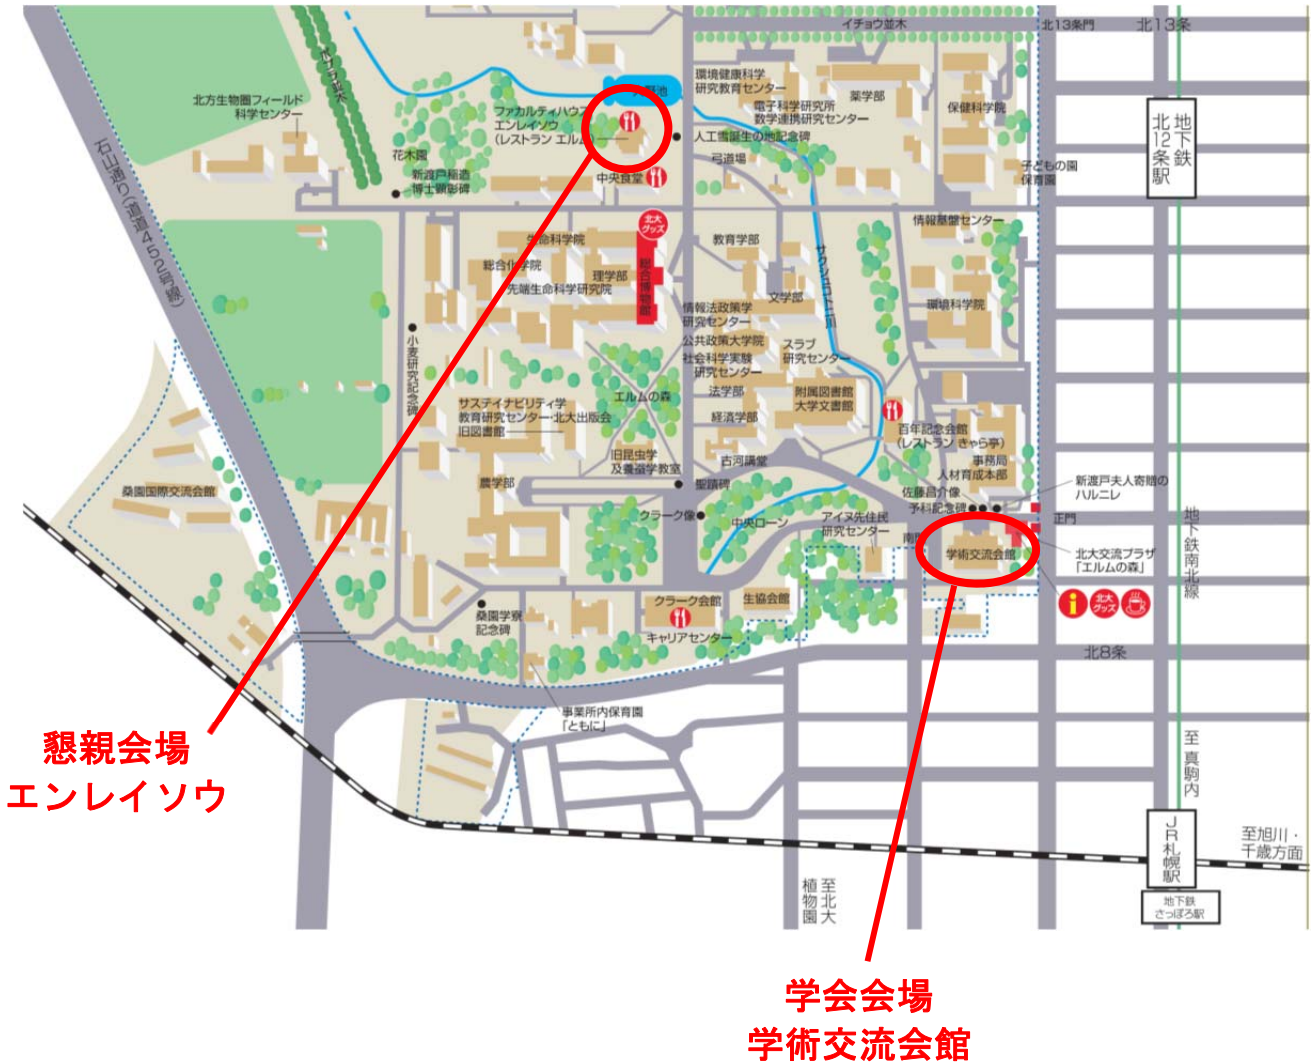 イチョウ並木
北13条門
北13条
ポプラ並木
環境健康科学
研究教育センター
薬学部
保健科学院
電子科学研究所
数学連携研究センター
北方生物圏フィールド
科学センター
ファカルティハウス
エンレイソウ
(レストラン エルム)
人工雪誕生の地記念碑
地下鉄
北12条駅
花木園
弓道場
子どもの園
保育園
新渡戸稲造
博士顕彰碑
中央食堂
石山通り(道道452号線)
北大
グッズ
情報基盤センター
生命科学院
教育学部
総合化学院
理学部
総合博物館
先端生命科学研究院
文学部
環境科学院
情報法政策学
研究センター
公共政策大学院
スラブ
研究センター
社会科学実験
研究センター
小麦研究記念碑
エルムの森
法学部
附属図書館
大学文書館
サステイナビリティ学
教育研究センター・北大出版会
旧図書館
経済学部
百年記念会館
(レストラン きゃら亭)
旧昆虫学
及養蚕学教室
古河講堂
事務局
人材育成本部
農学部
聖蹟碑
新渡戸夫人寄贈の
ハルニレ
桑園国際交流会館
佐藤昌介像
予科記念碑
クラーク像
中央ローン
アイヌ先住民
研究センター
正門
地下鉄南北線
学術交流会館
北大交流プラザ
「エルムの森」
i
北大
グッズ
クラーク会館
生協会館
桑園学寮
記念碑
キャリアセンター
北8条
事業所内保育園
「ともに」
懇親会場
エンレイソウ
至 真駒内
JR札幌駅
至旭川・
千歳方面
至北大
植物園
地下鉄
さっぽろ駅
学会会場
学術交流会館